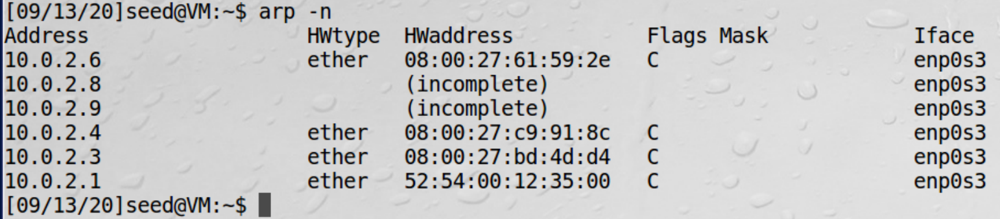 [09/13/20]seed@VM:~$ arp -n
Address                  HWtype  HWaddress           Flags Mask            Iface
10.0.2.6                 ether   08:00:27:61:59:2e   C                     enp0s3
10.0.2.8                         (incomplete)                              enp0s3
10.0.2.9                         (incomplete)                              enp0s3
10.0.2.4                 ether   08:00:27:c9:91:8c   C                     enp0s3
10.0.2.3                 ether   08:00:27:bd:4d:d4   C                     enp0s3
10.0.2.1                 ether   52:54:00:12:35:00   C                     enp0s3
[09/13/20]seed@VM:~$